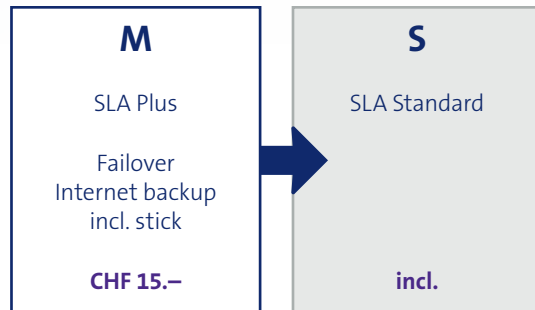 M
SLA Plus
Failover
Internet backup
incl. stick
CHF 15.–
S
SLA Standard
incl.